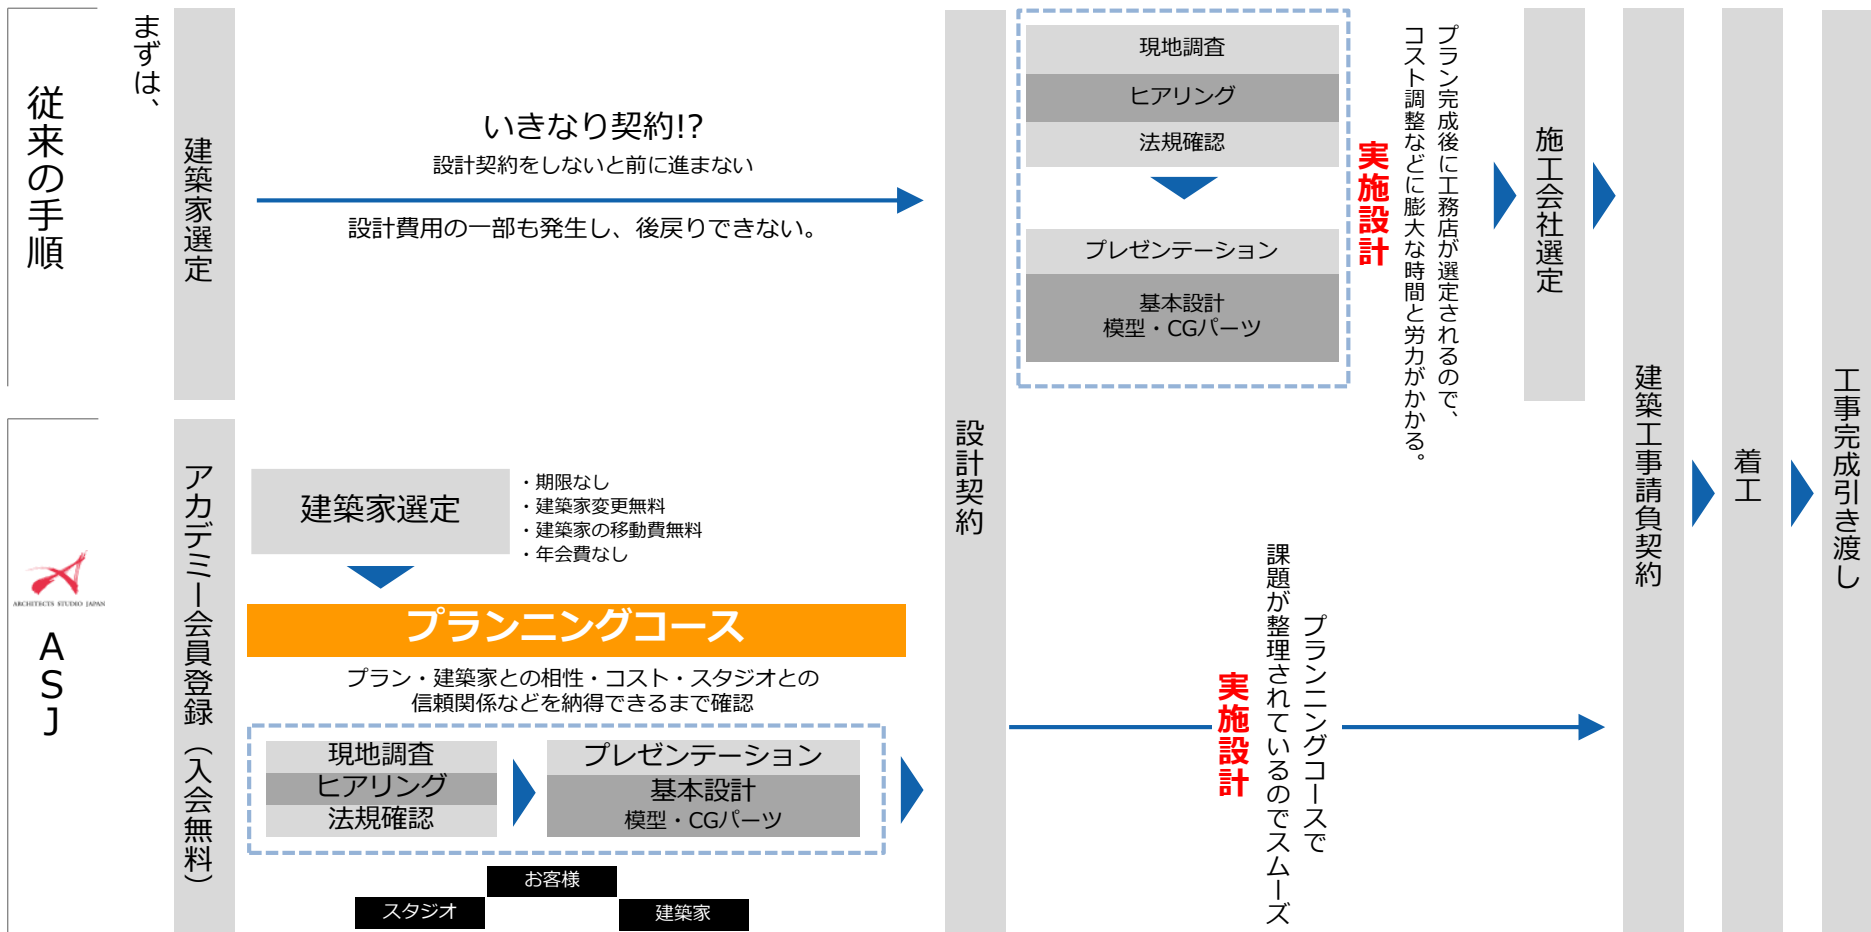 従来の手順
まずは、
建築家選定
いきなり契約!?
設計契約をしないと前に進まない
設計費用の一部も発生し、後戻りできない。
設計契約
現地調査
ヒアリング
法規確認
プレゼンテーション
基本設計
模型・CGパーツ
実施設計
プラン完成後に工務店が選定されるので、
コスト調整などに膨大な時間と労力がかかる。
施工会社選定
建築工事請負契約
着工
工事完成引き渡し
ARCHITECTS STUDIO JAPAN
ASJ
アカデミー会員登録（入会無料）
建築家選定
・期限なし
・建築家変更無料
・建築家の移動費無料
・年会費なし
プランニングコース
プラン・建築家との相性・コスト・スタジオとの
信頼関係などを納得できるまで確認
現地調査
ヒアリング
法規確認
プレゼンテーション
基本設計
模型・CGパーツ
お客様
スタジオ
建築家
実施設計
プランニングコースで
課題が整理されているのでスムーズ